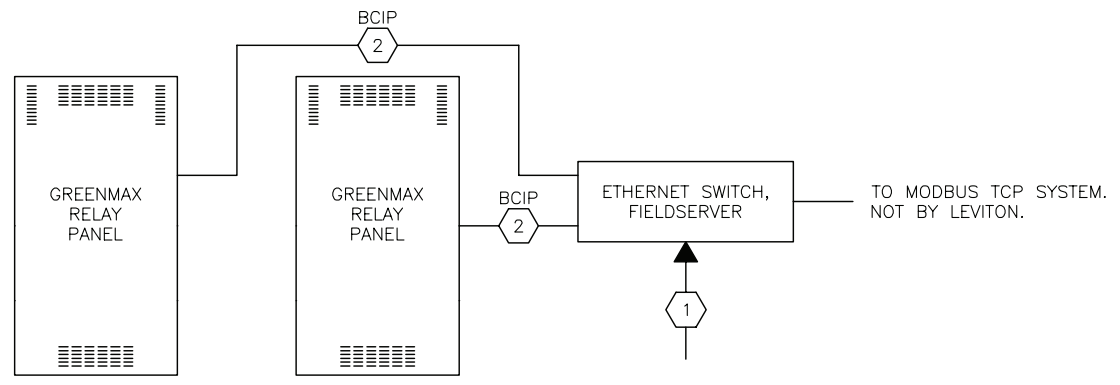 BCIP
2
GREENMAX
RELAY
PANEL
GREENMAX
RELAY
PANEL
BCIP
2
ETHERNET SWITCH,
FIELDSERVER
TO MODBUS TCP SYSTEM.
NOT BY LEVITON.
1